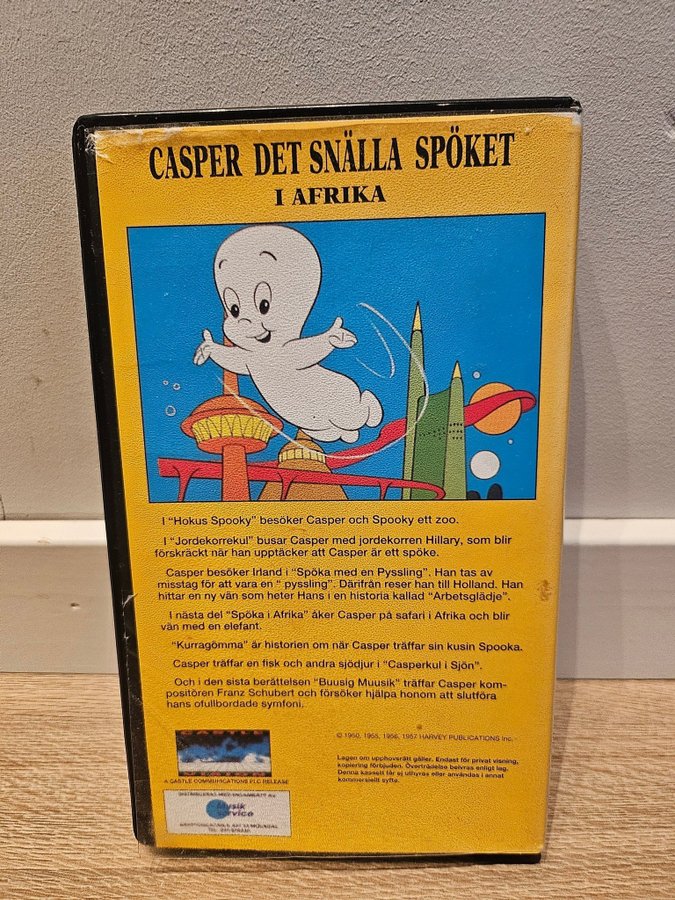 CASPER DET SNÄLLA SPÖKET
I AFRIKA
I "Hokus Spooky" besöker Casper och Spooky ett zoo.
I "Jordekorrekul" busar Casper med jordekorren Hillary, som blir
förskräckt när han upptäcker att Casper är ett spöke.
Casper besöker Irland i "Spöka med en Pyssling". Han tas av
misstag för att vara en " pyssling". Därifrån reser han till Holland. Han
hittar en ny vän som heter Hans i en historia kallad "Arbetsglädje".
I nästa del "Spöka i Afrika" åker Casper på safari i Afrika och blir
vän med en elefant.
"Kurragömma" är historien om när Casper träffar sin kusin Spooka.
Casper träffar en fisk och andra sjödjur i "Casperkul i Sjön".
Och i den sista berättelsen "Buusig Muusik" träffar Casper kom-
positören Franz Schubert och försöker hjälpa honom att slutföra
hans ofullbordade symfoni.
CASTLE
VISION
A CASTLE COMMUNICATIONS PLC RELEASE
© 1950, 1955, 1956, 1957 HARVEY PUBLICATIONS Inc.
Lagen om upphovsrätt gäller. Endast för privat visning,
kopiering förbjuden. Överträdelse beivras enligt lag.
Denna kassett får ej uthyras eller användas i annat
kommersiellt syfte.
Musik
service